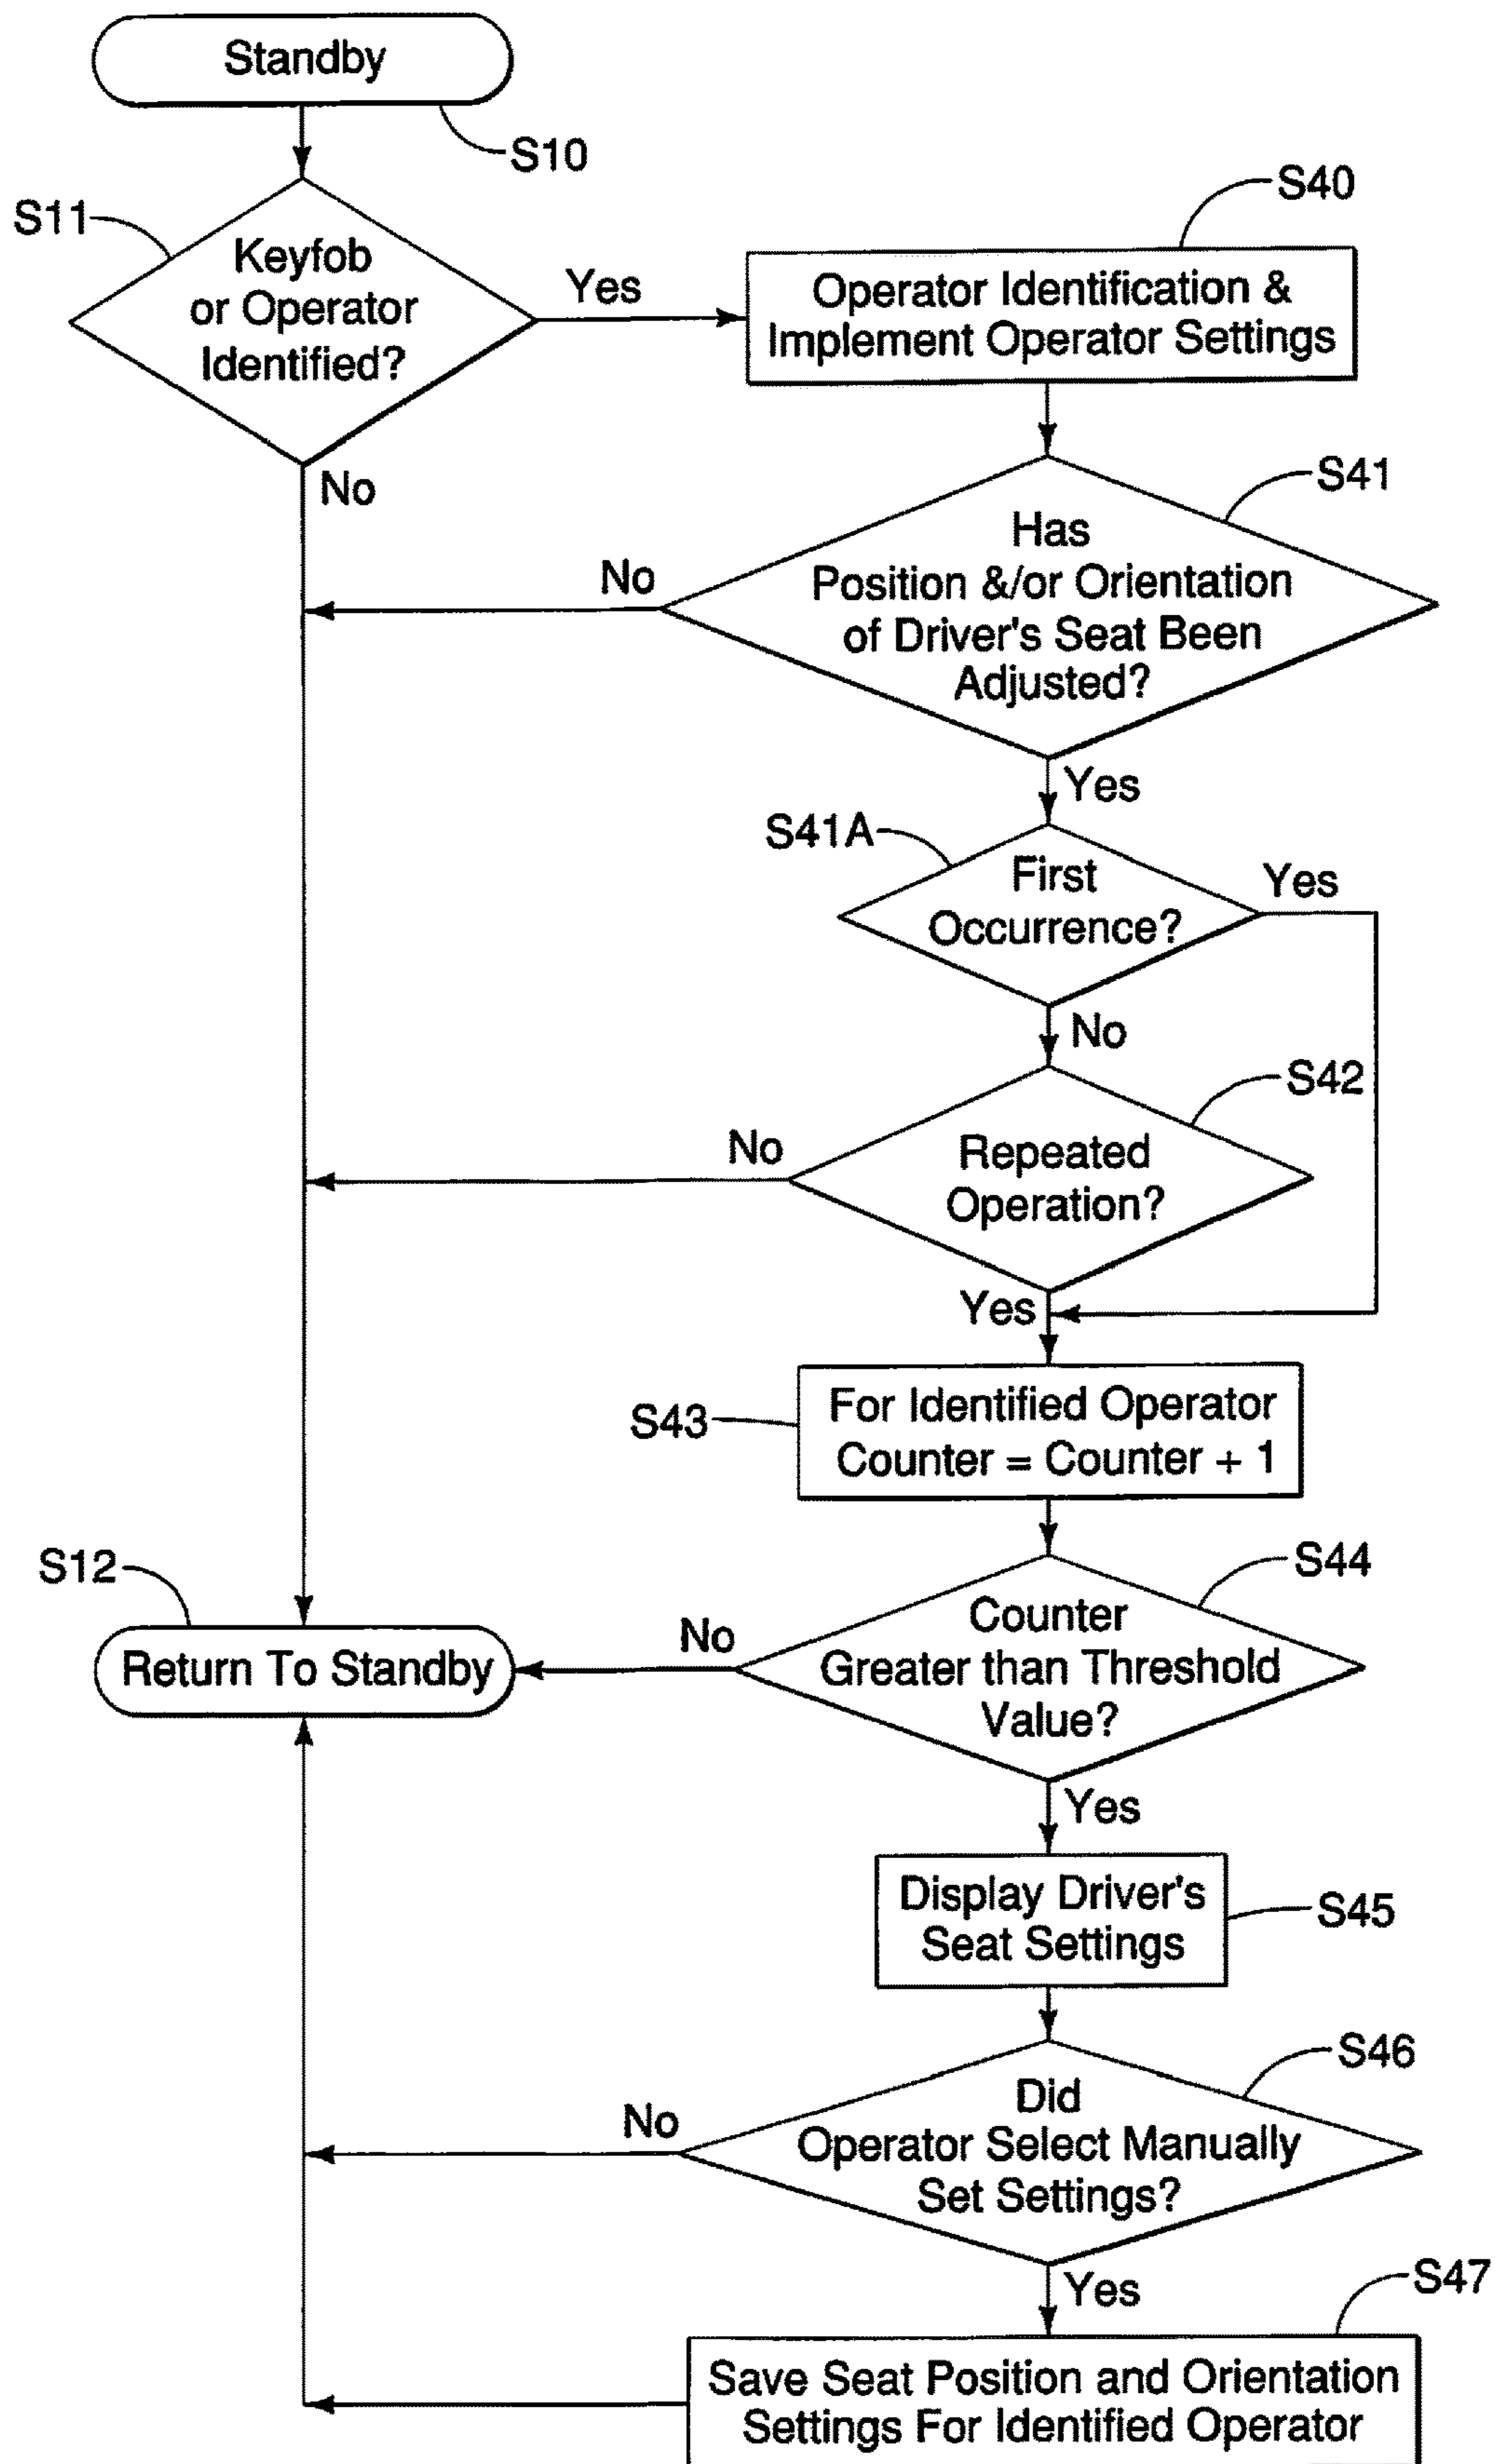 Standby
S10
S11
Keyfob
or Operator
Identified?
Yes
No
S40
Operator Identification &
Implement Operator Settings
S41
Has
Position &/or Orientation
of Driver's Seat Been
Adjusted?
No
Yes
S41A
First
Occurrence?
Yes
No
S42
Repeated
Operation?
No
Yes
S43
For Identified Operator
Counter = Counter + 1
S12
Return To Standby
S44
Counter
Greater than Threshold
Value?
No
Yes
Display Driver's
Seat Settings
S45
S46
Did
Operator Select Manually
Set Settings?
No
Yes
S47
Save Seat Position and Orientation
Settings For Identified Operator